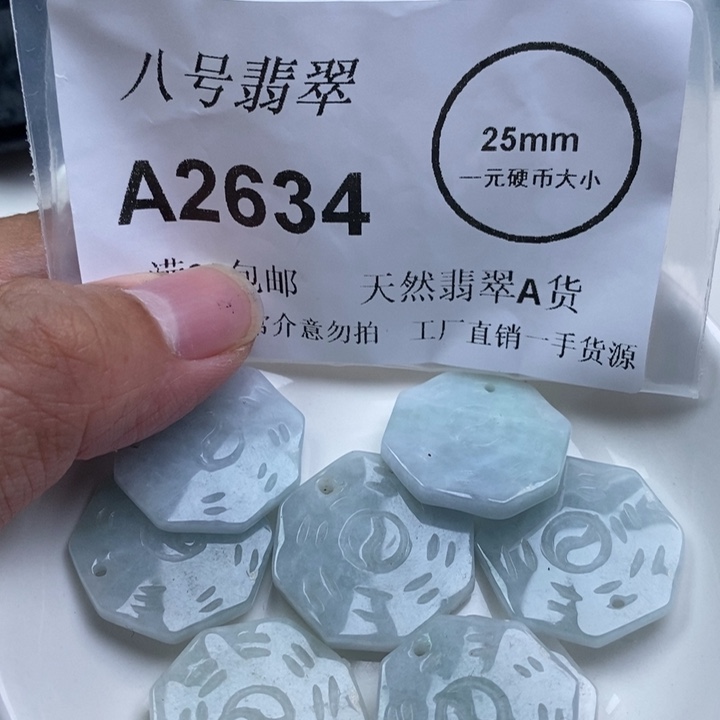 八号翡翠
25mm
一元硬币大小
A2634
满 包邮
天然翡翠A货
介意勿拍
工厂直销一手货源